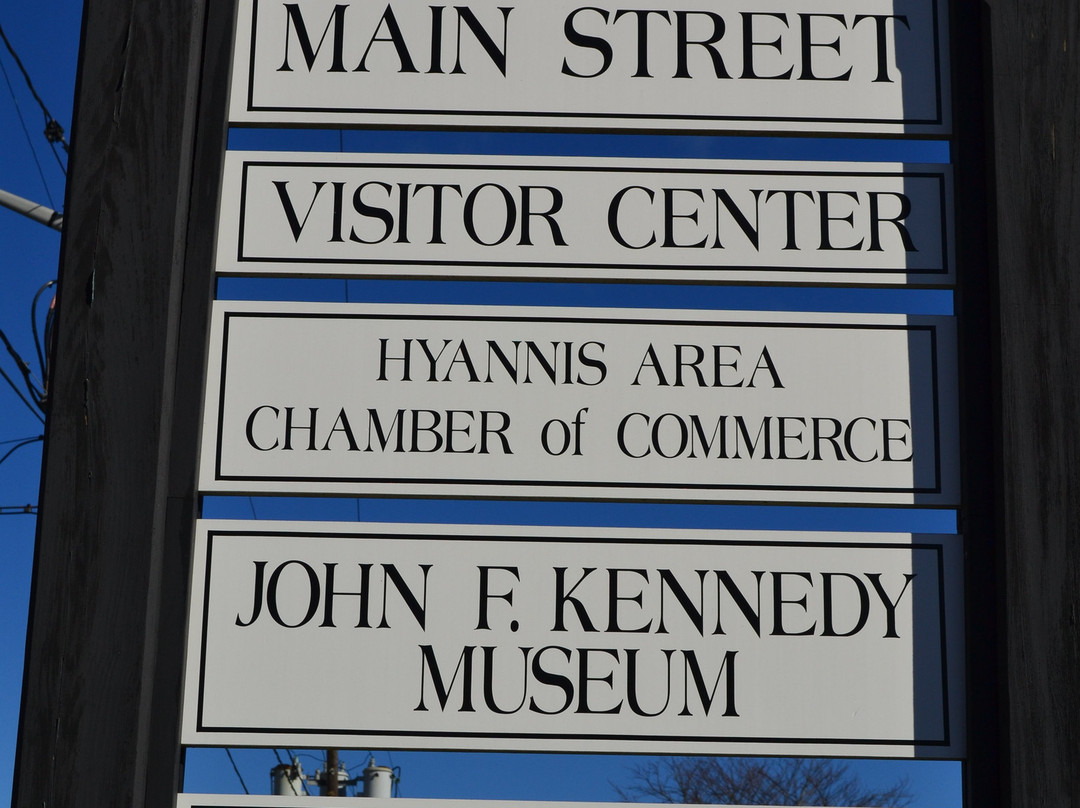 MAIN STREET
VISITOR CENTER
HYANNIS AREA
CHAMBER of COMMERCE
JOHN F. KENNEDY
MUSEUM